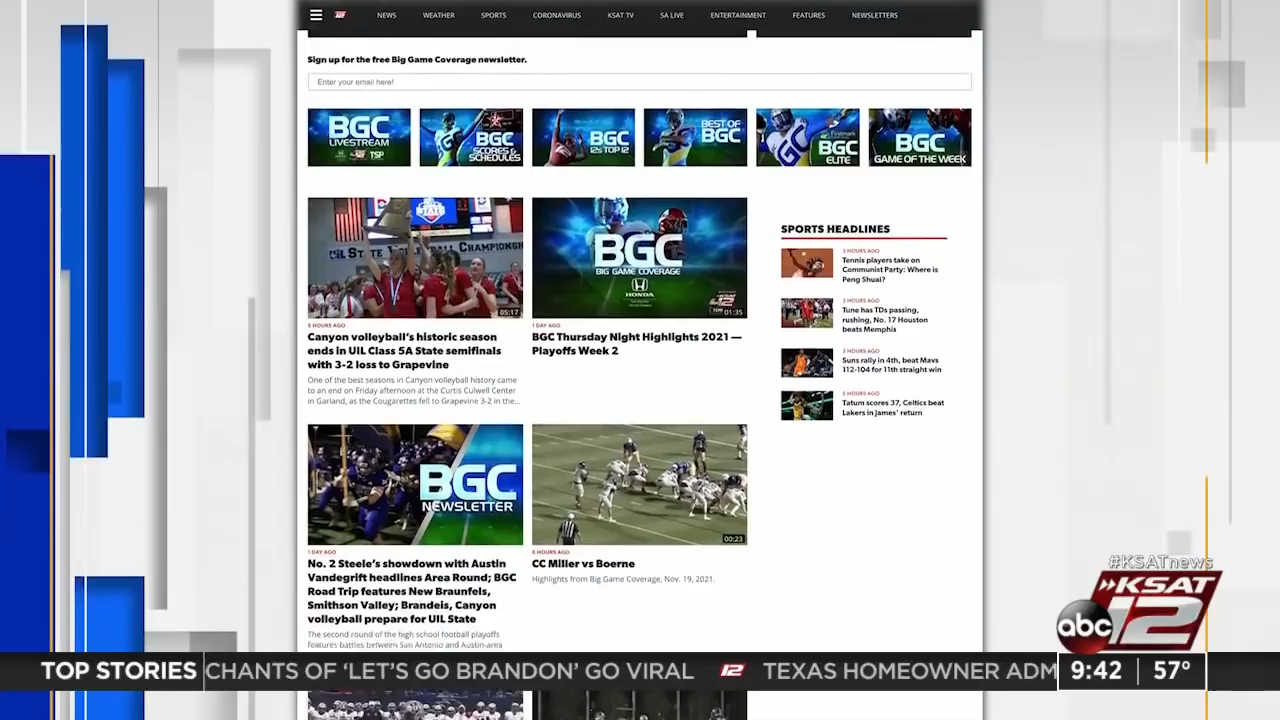 NEWS WEATHER SPORTS CORONAVIRUS KSAT TV SA LIVE ENTERTAINMENT FEATURES NEWSLETTERS
Sign up for the free Big Game Coverage newsletter.
Enter your email here!
BGC
LIVESTREAM
TSP
BGC
SCORES &
SCHEDULES
BGC
12's TOP 12
BEST OF
BGC
BGC
ELITE
BGC
GAME OF THE WEEK
UIL STATE VOLLEYBALL CHAMPIONSH
05:17
5 HOURS AGO
Canyon volleyball's historic season
ends in UIL Class 5A State semifinals
with 3-2 loss to Grapevine
One of the best seasons in Canyon volleyball history came
to an end on Friday afternoon at the Curtis Culwell Center
in Garland, as the Cougarettes fell to Grapevine 3-2 in the...
BGC
BIG GAME COVERAGE
HONDA
01:35
1 DAY AGO
BGC Thursday Night Highlights 2021 —
Playoffs Week 2
SPORTS HEADLINES
Tennis players take on
Communist Party: Where is
Peng Shuai?
Tune has TDs passing,
rushing, No. 17 Houston
beats Memphis
3 HOURS AGO
Suns rally in 4th, beat Mavs
112-104 for 11th straight win
5 HOURS AGO
Tatum scores 37, Celtics beat
Lakers in James' return
BGC
NEWSLETTER
1 DAY AGO
No. 2 Steele's showdown with Austin
Vandegrift headlines Area Round; BGC
Road Trip features New Braunfels,
Smithson Valley; Brandeis, Canyon
volleyball prepare for UIL State
The second round of the high school football playoffs
features battles between San Antonio and Austin-area
00:23
6 HOURS AGO
CC Miller vs Boerne
Highlights from Big Game Coverage, Nov. 19, 2021.
#KSATnews
KSAT
abc 12
TOP STORIES CHANTS OF 'LET'S GO BRANDON' GO VIRAL 12 TEXAS HOMEOWNER ADM 9:42 57°